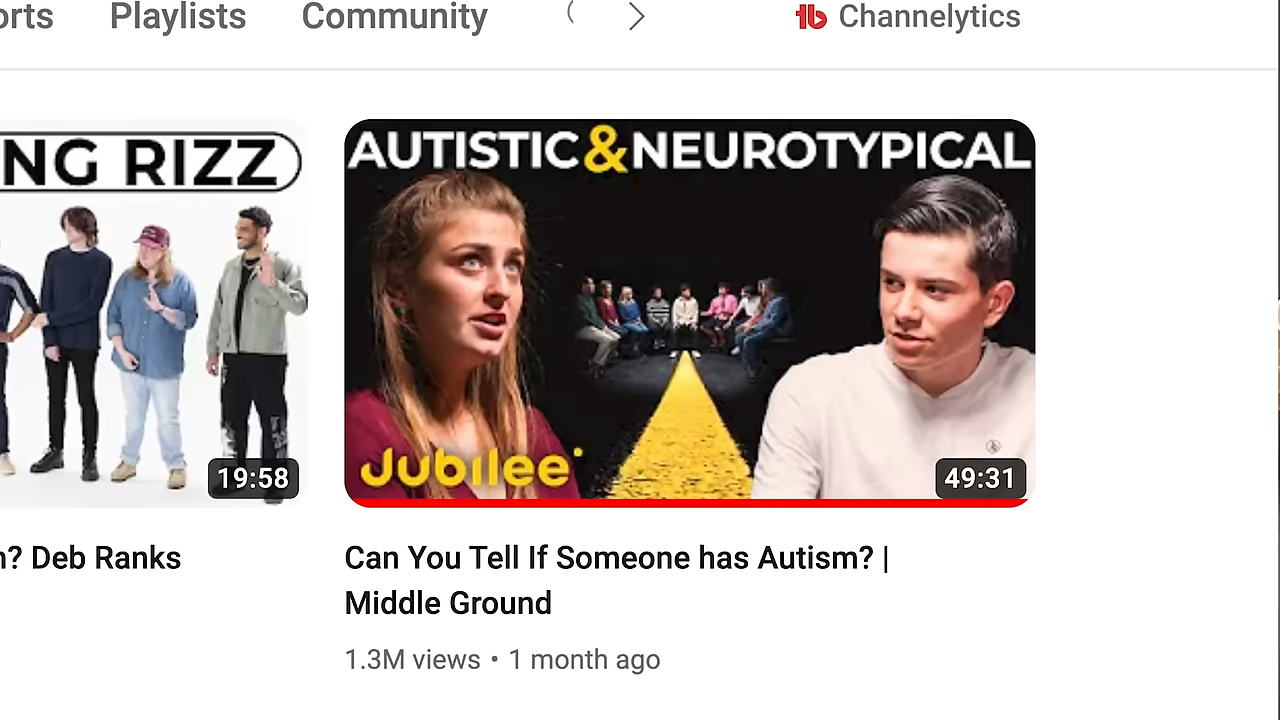 orts Playlists Community Channelytics
NG RIZZ
AUTISTIC & NEUROTYPICAL
Jubilee
19:58
49:31
n? Deb Ranks
Can You Tell If Someone has Autism? |
Middle Ground
1.3M views • 1 month ago